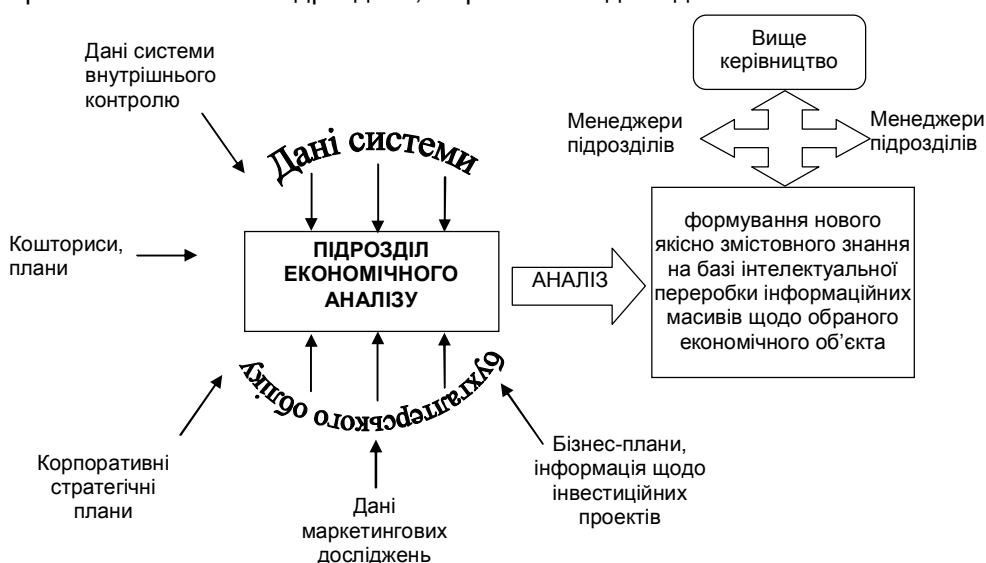 Дані системи
внутрішнього
контролю
Вище
керівництво
Менеджери
підрозділів
Менеджери
підрозділів
Дані системи
Кошториси,
плани
ПІДРОЗДІЛ
ЕКОНОМІЧНОГО
АНАЛІЗУ
АНАЛІЗ
формування нового
якісно змістовного знання
на базі інтелектуальної
переробки інформаційних
масивів щодо обраного
економічного об’єкта
бухгалтерського обліку
Корпоративні
стратегічні
плани
Дані
маркетингових
досліджень
Бізнес-плани,
інформація щодо
інвестиційних
проектів